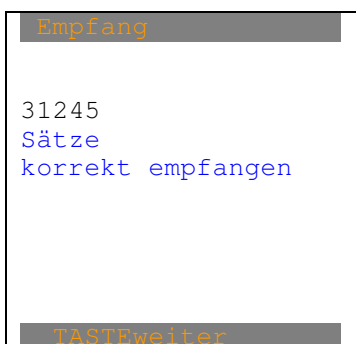 Empfang
31245
Sätze
korrekt empfangen
TASTEweiter